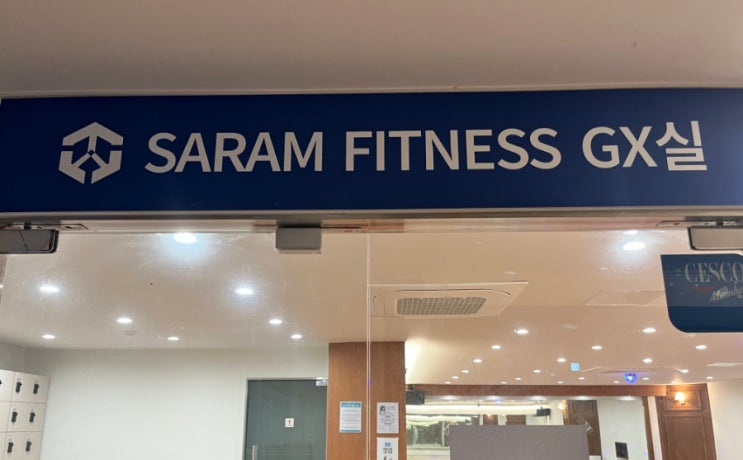 SARAM FITNESS GX실
CESCO